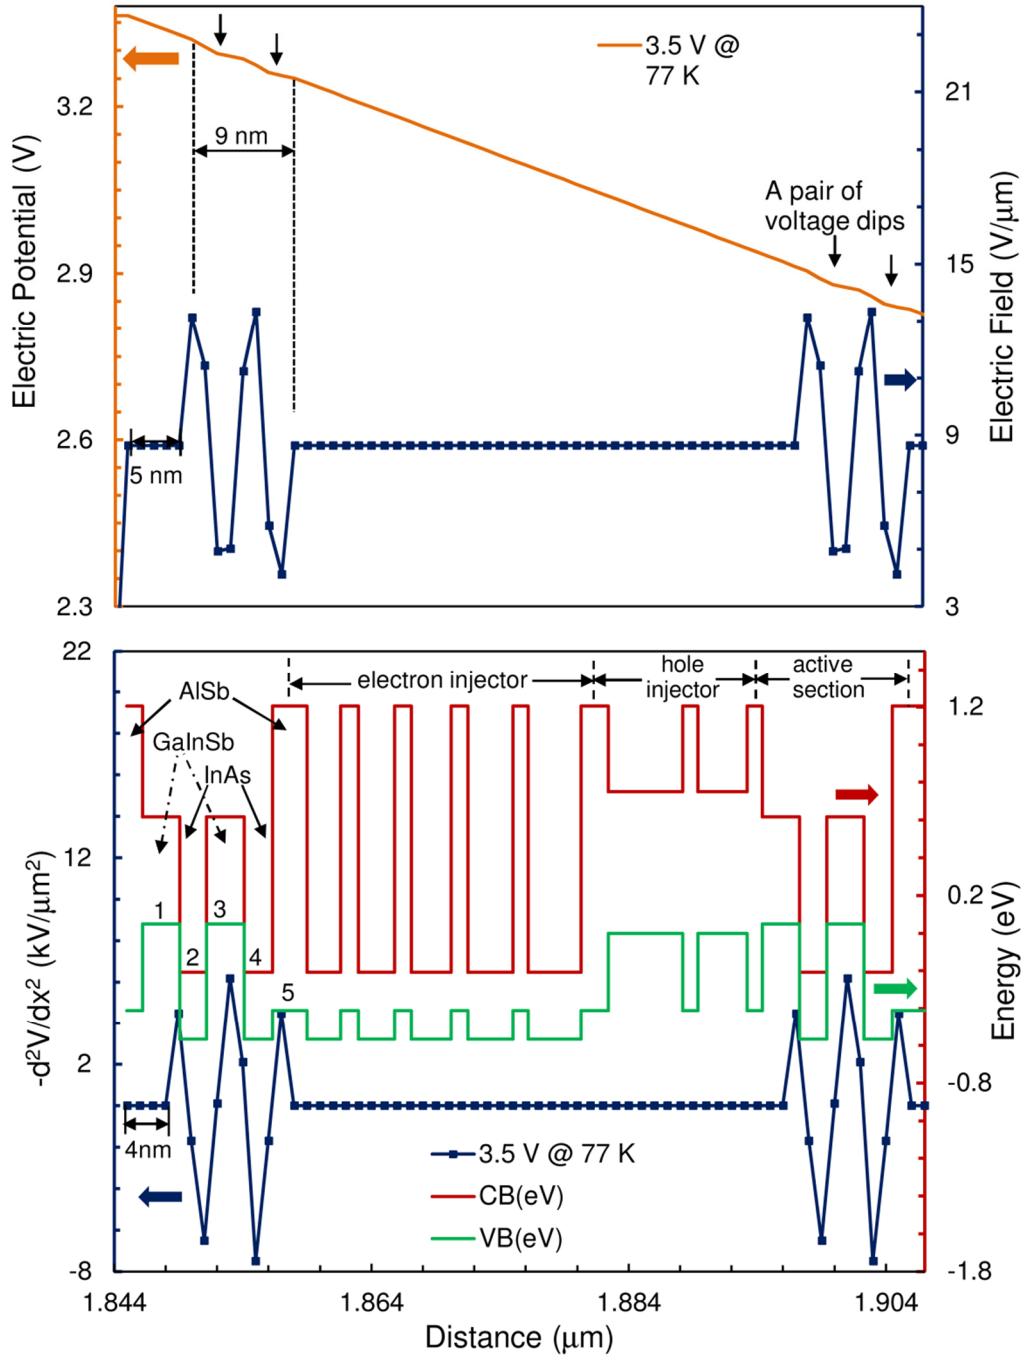 3.5 V @
77 K
3.2
21
9 nm
A pair of
voltage dips
2.9
15
Electric Potential (V)
Electric Field (V/μm)
2.6
9
5 nm
2.3
3
22
electron injector
hole
injector
active
section
AlSb
1.2
GaInSb
InAs
12
0.2
1
3
2
4
5
-d²V/dx² (kV/μm²)
Energy (eV)
2
-0.8
4nm
3.5 V @ 77 K
CB(eV)
VB(eV)
-8
-1.8
1.844
1.864
1.884
1.904
Distance (μm)